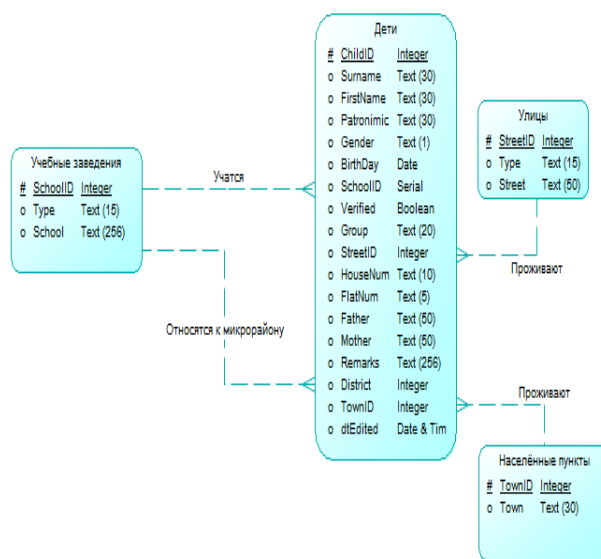 Дети
# ChildID Integer
o Surname Text (30)
o FirstName Text (30)
o Patronimic Text (30)
o Gender Text (1)
o BirthDay Date
o SchoolID Serial
o Verified Boolean
o Group Text (20)
o StreetID Integer
o HouseNum Text (10)
o FlatNum Text (5)
o Father Text (50)
o Mother Text (50)
o Remarks Text (256)
o District Integer
o TownID Integer
o dtEdited Date & Tim
Улицы
# StreetID Integer
o Type Text (15)
o Street Text (50)
Учебные заведения
# SchoolID Integer
o Type Text (15)
o School Text (256)
Учатся
Проживают
Относятся к микрорайону
Проживают
Населённые пункты
# TownID Integer
o Town Text (30)